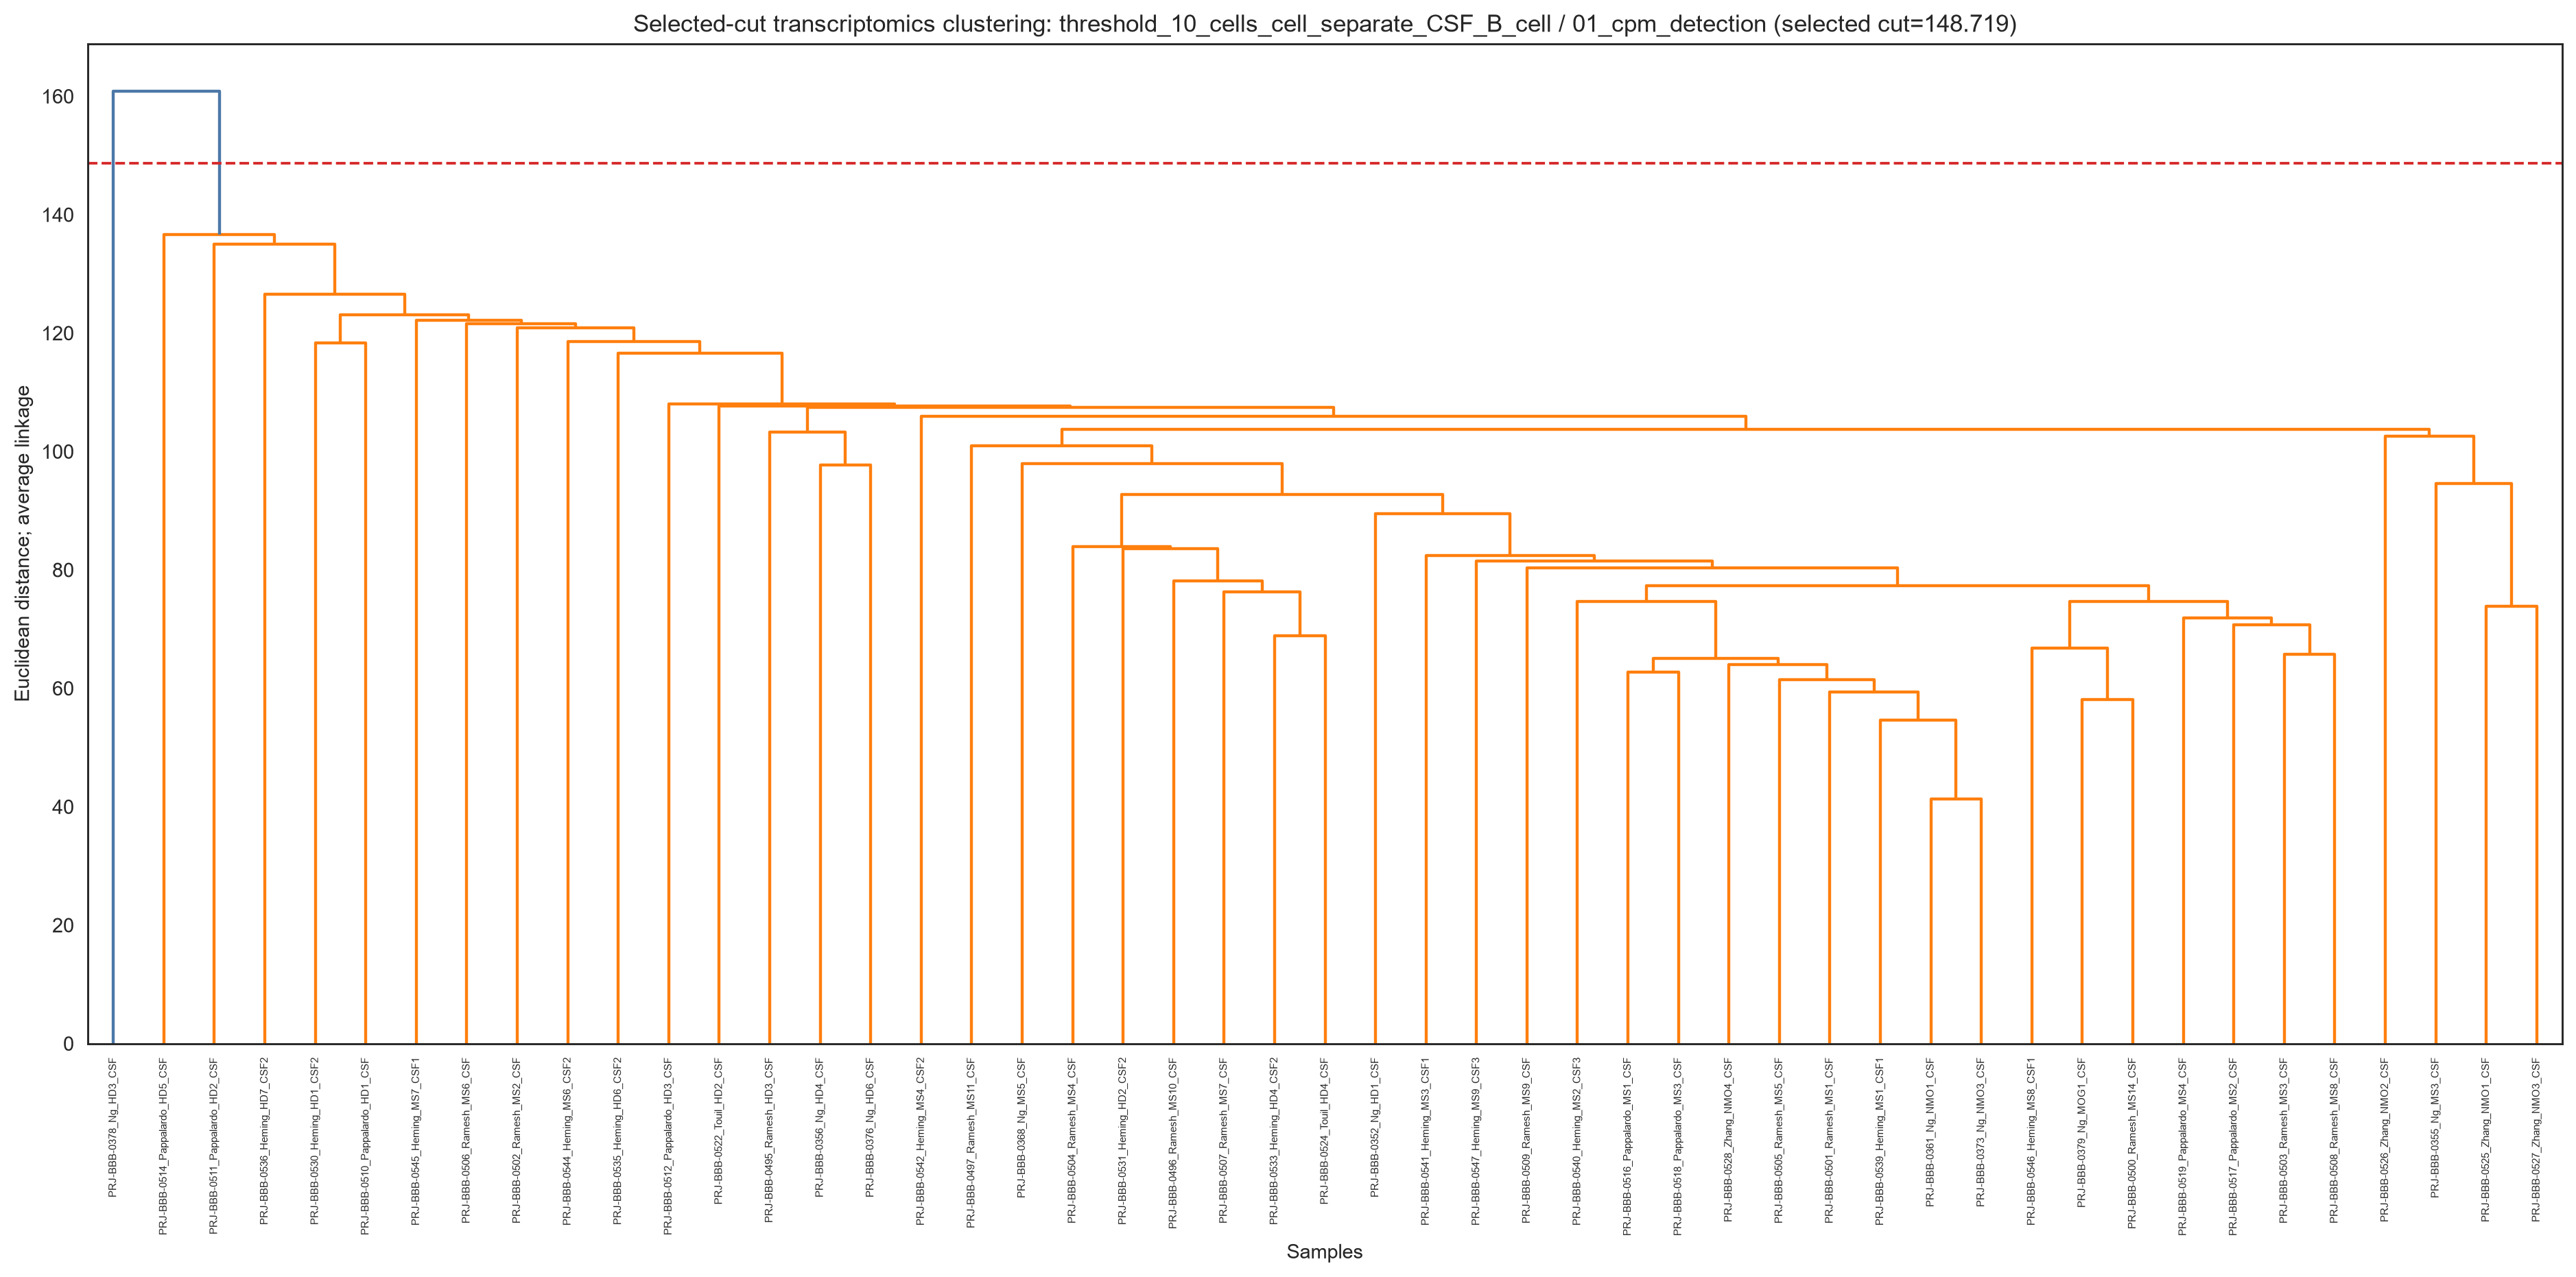 Selected-cut transcriptomics clustering: threshold_10_cells_cell_separate_CSF_B_cell / 01_cpm_detection (selected cut=148.719)
Euclidean distance; average linkage
160
140
120
100
80
60
40
20
0
PRJ-BBB-0378_Ng_HD3_CSF
PRJ-BBB-0514_Pappalardo_HD5_CSF
PRJ-BBB-0511_Pappalardo_HD2_CSF
PRJ-BBB-0536_Heming_HD7_CSF2
PRJ-BBB-0530_Heming_HD1_CSF2
PRJ-BBB-0510_Pappalardo_HD1_CSF
PRJ-BBB-0545_Heming_MS7_CSF1
PRJ-BBB-0506_Ramesh_MS6_CSF
PRJ-BBB-0502_Ramesh_MS2_CSF
PRJ-BBB-0544_Heming_MS6_CSF2
PRJ-BBB-0535_Heming_HD6_CSF2
PRJ-BBB-0512_Pappalardo_HD3_CSF
PRJ-BBB-0522_Touil_HD2_CSF
PRJ-BBB-0495_Ramesh_HD3_CSF
PRJ-BBB-0356_Ng_HD4_CSF
PRJ-BBB-0376_Ng_HD6_CSF
PRJ-BBB-0542_Heming_MS4_CSF2
PRJ-BBB-0497_Ramesh_MS11_CSF
PRJ-BBB-0368_Ng_MS5_CSF
PRJ-BBB-0504_Ramesh_MS4_CSF
PRJ-BBB-0531_Heming_HD2_CSF2
PRJ-BBB-0496_Ramesh_MS10_CSF
PRJ-BBB-0507_Ramesh_MS7_CSF
PRJ-BBB-0533_Heming_HD4_CSF2
PRJ-BBB-0524_Touil_HD4_CSF
PRJ-BBB-0352_Ng_HD1_CSF
PRJ-BBB-0541_Heming_MS3_CSF1
PRJ-BBB-0547_Heming_MS9_CSF3
PRJ-BBB-0509_Ramesh_MS9_CSF
PRJ-BBB-0540_Heming_MS2_CSF3
PRJ-BBB-0516_Pappalardo_MS1_CSF
PRJ-BBB-0518_Pappalardo_MS3_CSF
PRJ-BBB-0528_Zhang_NMO4_CSF
PRJ-BBB-0505_Ramesh_MS5_CSF
PRJ-BBB-0501_Ramesh_MS1_CSF
PRJ-BBB-0539_Heming_MS1_CSF1
PRJ-BBB-0361_Ng_NMO1_CSF
PRJ-BBB-0373_Ng_NMO3_CSF
PRJ-BBB-0546_Heming_MS8_CSF1
PRJ-BBB-0379_Ng_MOG1_CSF
PRJ-BBB-0500_Ramesh_MS14_CSF
PRJ-BBB-0519_Pappalardo_MS4_CSF
PRJ-BBB-0517_Pappalardo_MS2_CSF
PRJ-BBB-0503_Ramesh_MS3_CSF
PRJ-BBB-0508_Ramesh_MS8_CSF
PRJ-BBB-0526_Zhang_NMO2_CSF
PRJ-BBB-0355_Ng_MS3_CSF
PRJ-BBB-0525_Zhang_NMO1_CSF
PRJ-BBB-0527_Zhang_NMO3_CSF
Samples